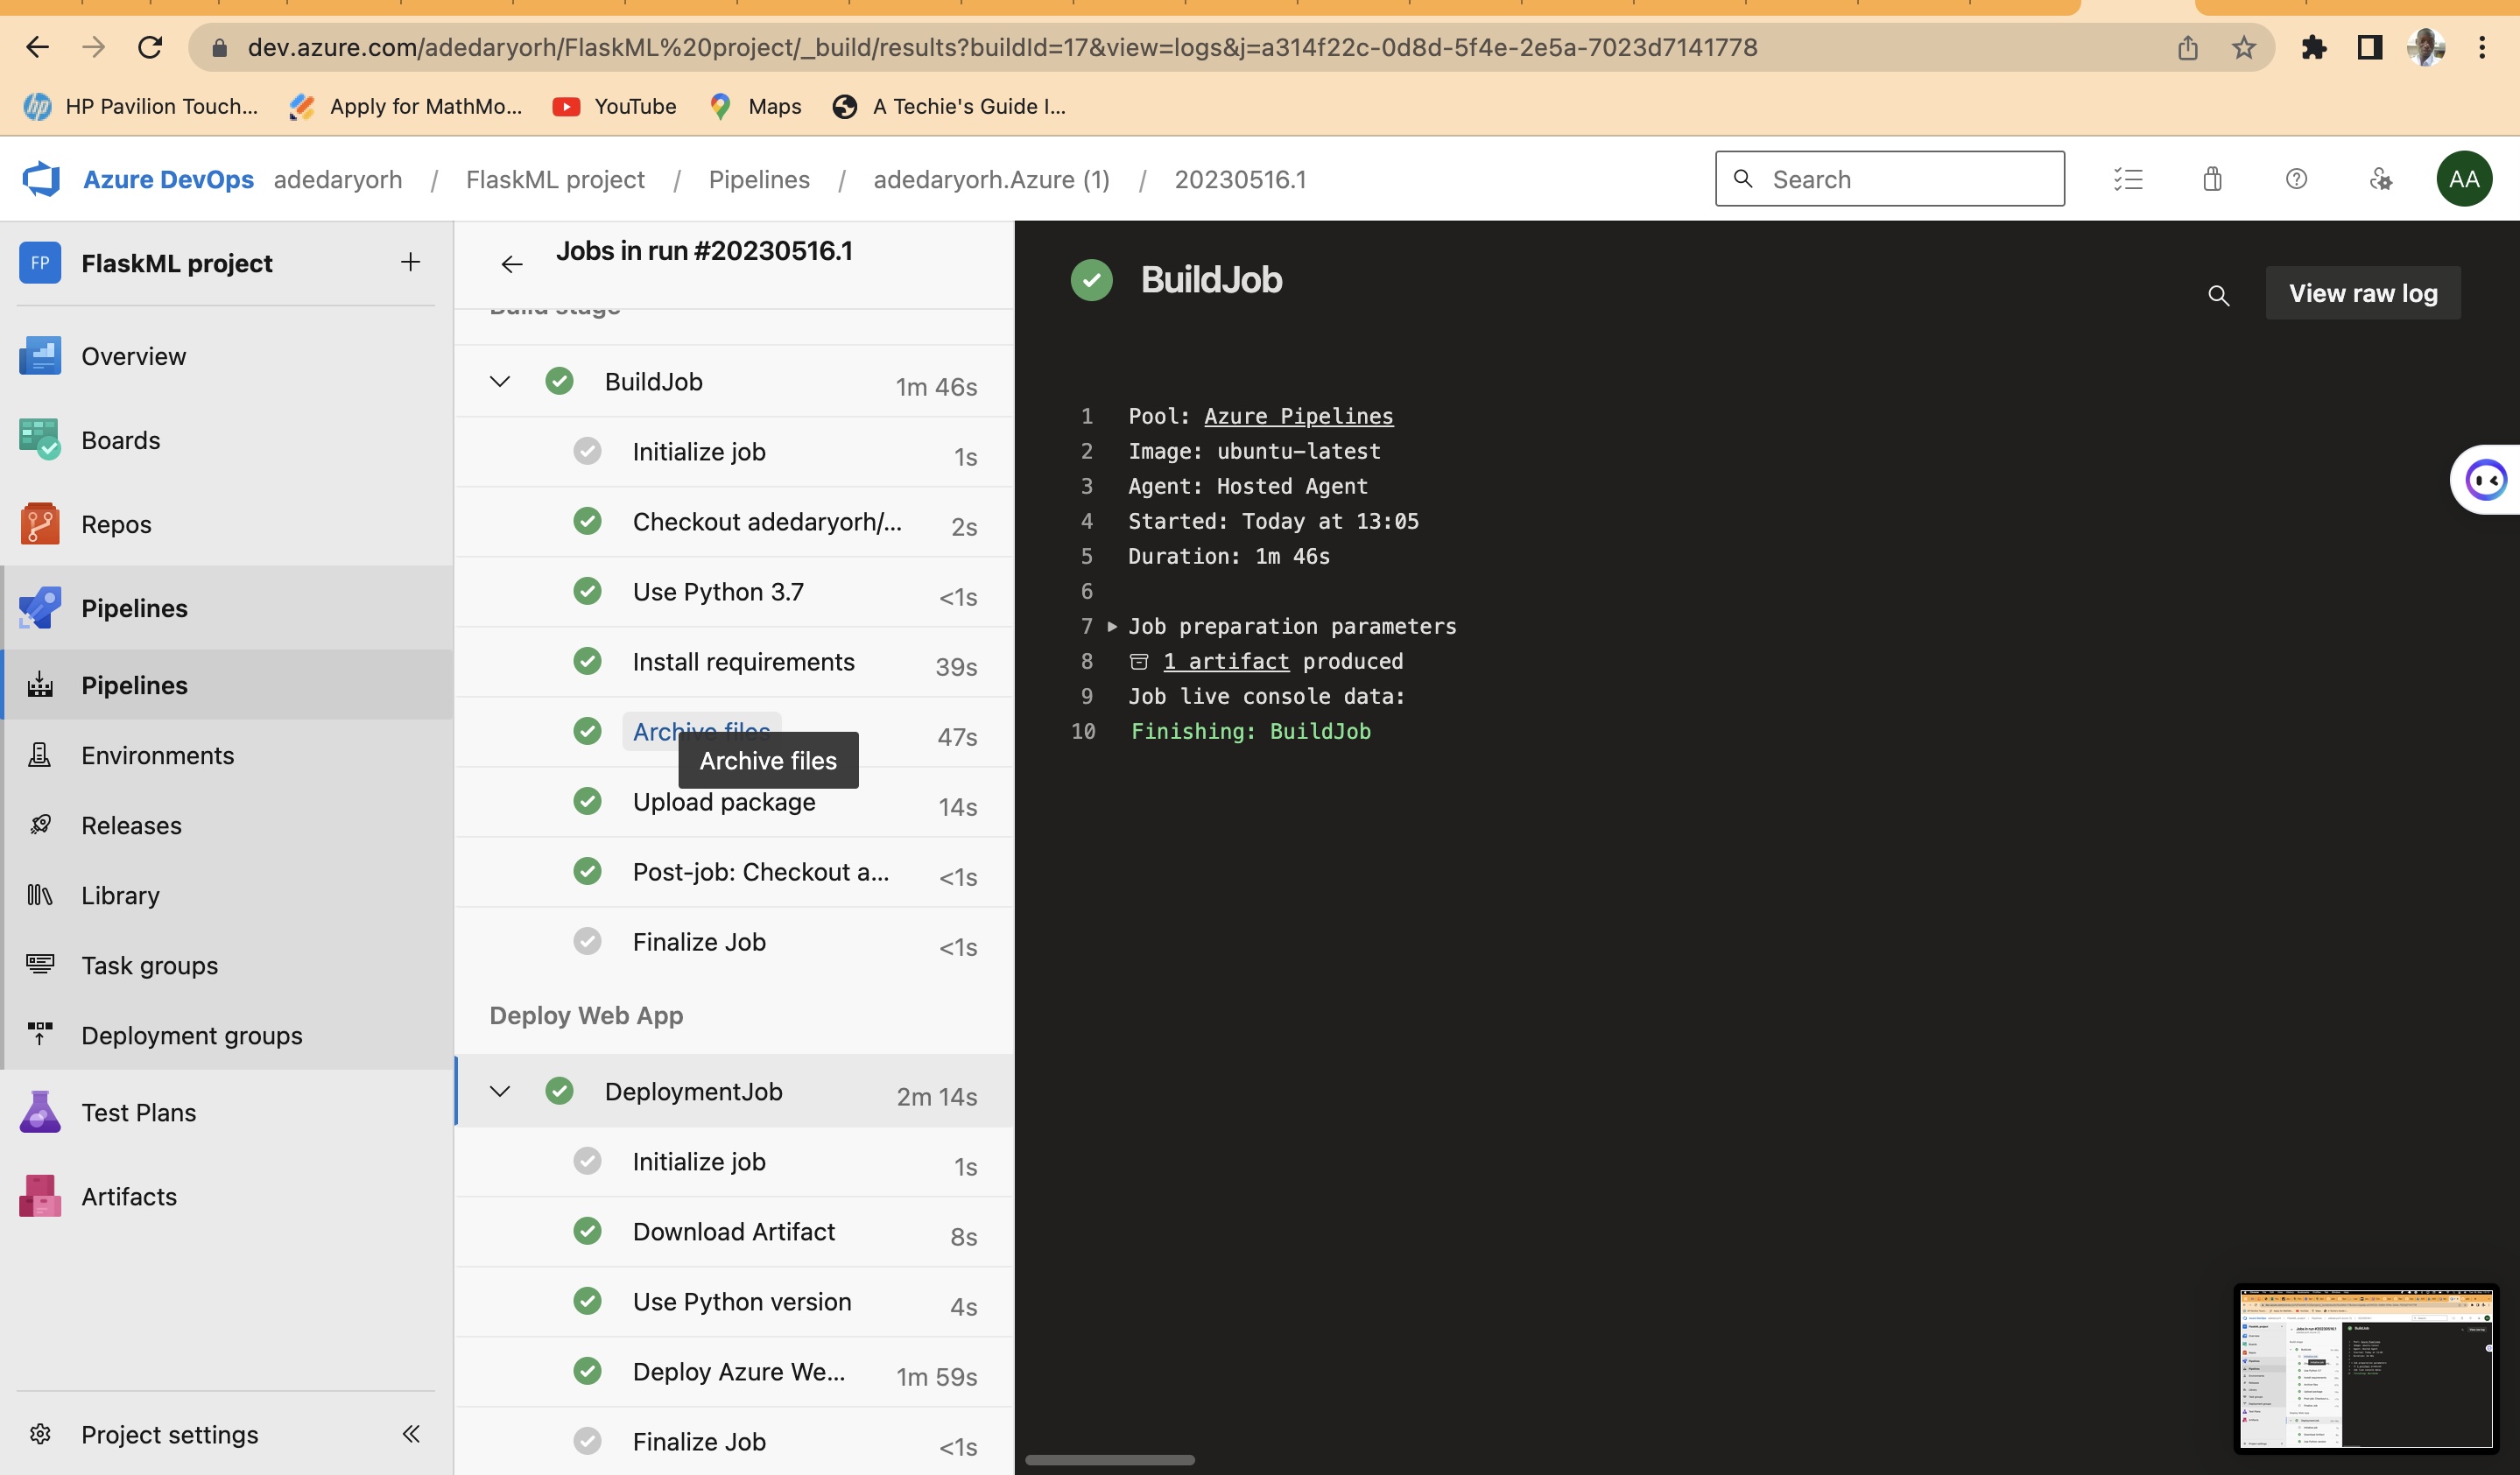 dev.azure.com/adedaryorh/FlaskML%20project/_build/results?buildId=17&view=logs&j=a314f22c-0d8d-5f4e-2e5a-7023d7141778
HP Pavilion Touch...
Apply for MathMo...
YouTube
Maps
A Techie's Guide I...
Azure DevOps
adedaryorh / FlaskML project / Pipelines / adedaryorh.Azure (1) / 20230516.1
Search
AA
FP
FlaskML project
Overview
Boards
Repos
Pipelines
Pipelines
Environments
Releases
Library
Task groups
Deployment groups
Test Plans
Artifacts
Project settings
Jobs in run #20230516.1
Build stage
BuildJob 1m 46s
Initialize job 1s
Checkout adedaryorh/... 2s
Use Python 3.7 <1s
Install requirements 39s
Archive files 47s
Archive files
Upload package 14s
Post-job: Checkout a... <1s
Finalize Job <1s
Deploy Web App
DeploymentJob 2m 14s
Initialize job 1s
Download Artifact 8s
Use Python version 4s
Deploy Azure We... 1m 59s
Finalize Job <1s
BuildJob
View raw log
1 Pool: Azure Pipelines
2 Image: ubuntu-latest
3 Agent: Hosted Agent
4 Started: Today at 13:05
5 Duration: 1m 46s
6
7 Job preparation parameters
8 1 artifact produced
9 Job live console data:
10 Finishing: BuildJob